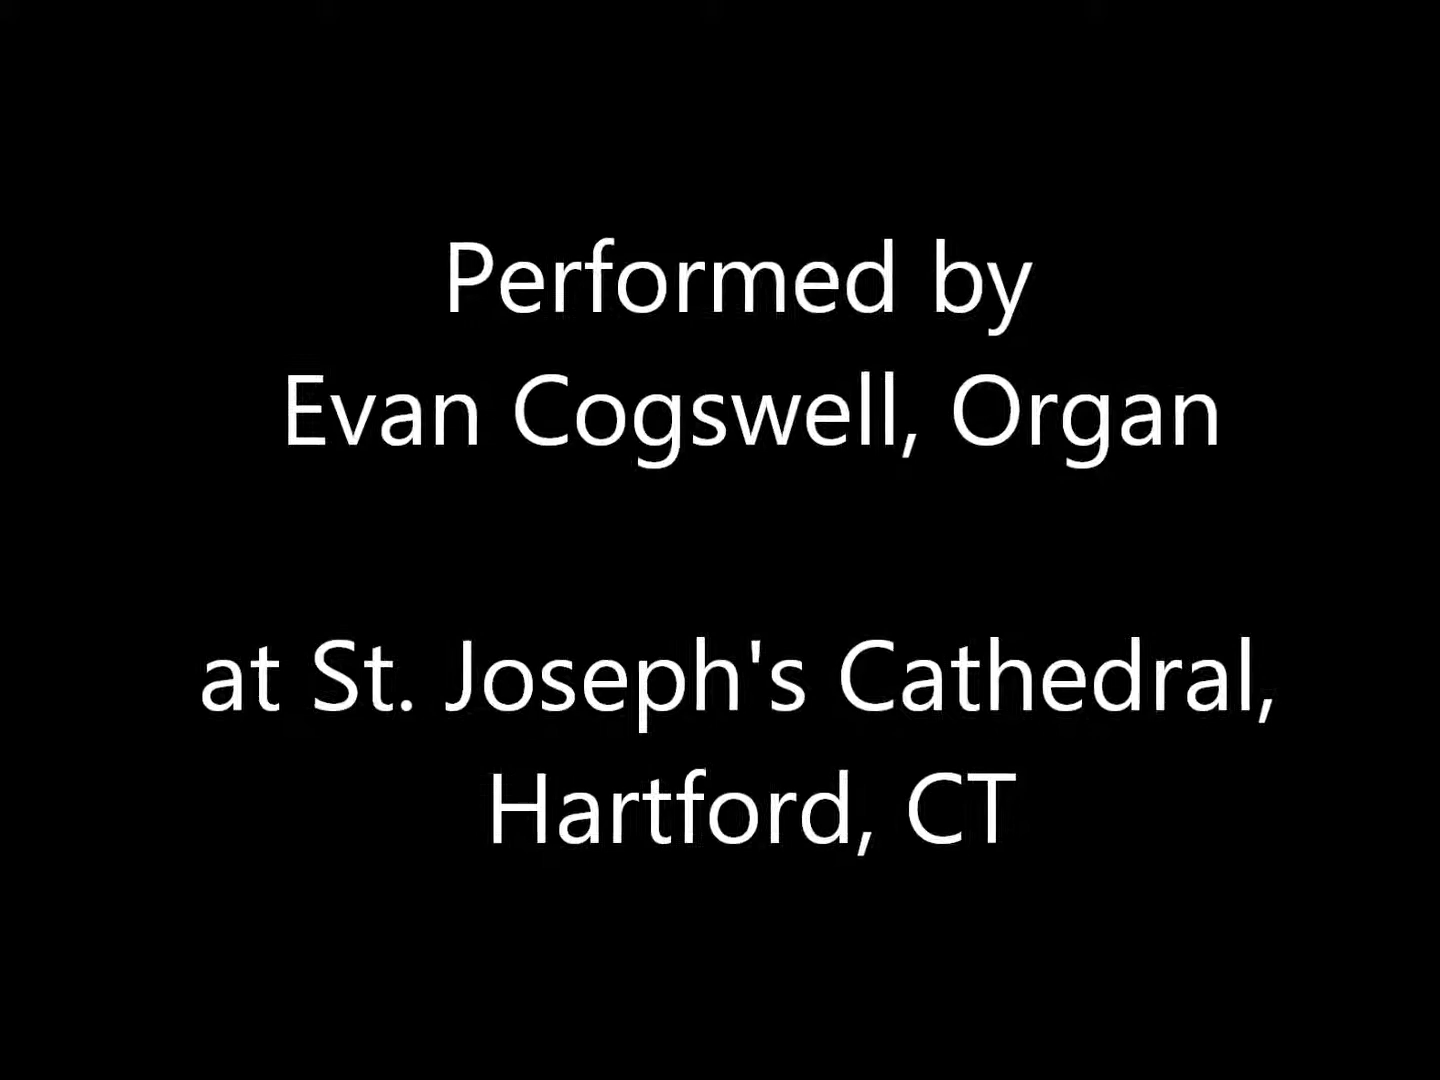 Performed by
Evan Cogswell, Organ
at St. Joseph's Cathedral,
Hartford, CT